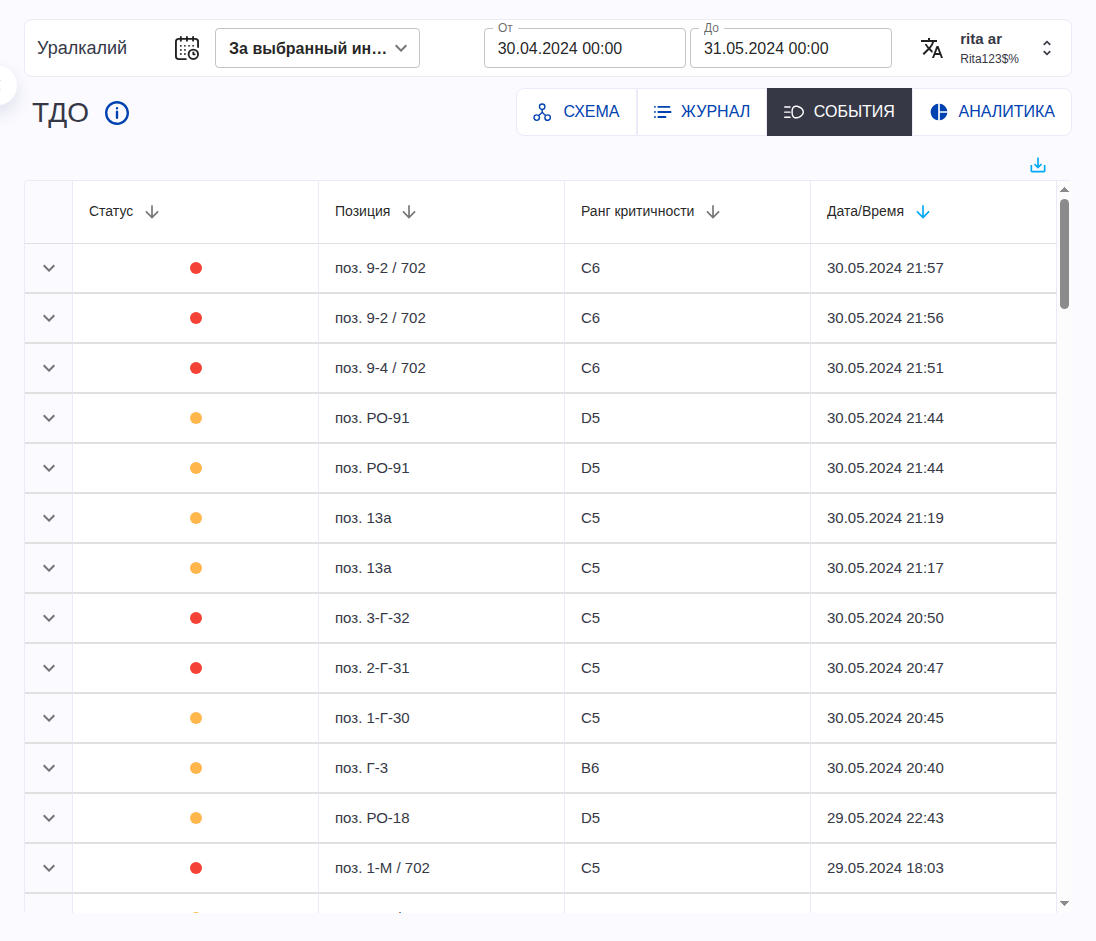 Уралкалий
За выбранный ин...
От
30.04.2024 00:00
До
31.05.2024 00:00
rita ar
Rita123$%
ТДО
СХЕМА
ЖУРНАЛ
СОБЫТИЯ
АНАЛИТИКА
Статус Позиция Ранг критичности Дата/Время
поз. 9-2 / 702 C6 30.05.2024 21:57
поз. 9-2 / 702 C6 30.05.2024 21:56
поз. 9-4 / 702 C6 30.05.2024 21:51
поз. РО-91 D5 30.05.2024 21:44
поз. РО-91 D5 30.05.2024 21:44
поз. 13а C5 30.05.2024 21:19
поз. 13а C5 30.05.2024 21:17
поз. 3-Г-32 C5 30.05.2024 20:50
поз. 2-Г-31 C5 30.05.2024 20:47
поз. 1-Г-30 C5 30.05.2024 20:45
поз. Г-3 B6 30.05.2024 20:40
поз. РО-18 D5 29.05.2024 22:43
поз. 1-М / 702 C5 29.05.2024 18:03